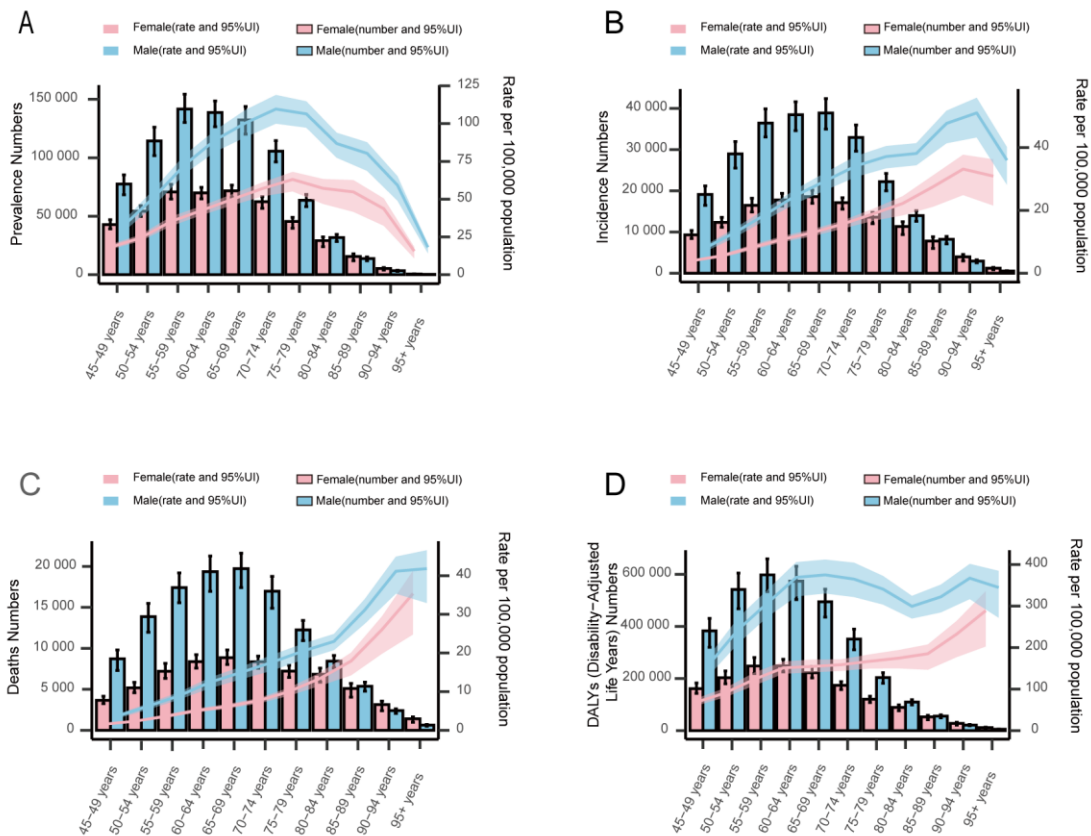 A
Female(rate and 95%UI)
Female(number and 95%UI)
Male(rate and 95%UI)
Male(number and 95%UI)
Prevalence Numbers
150 000
100 000
50 000
0
125
100
75
50
25
0
Rate per 100,000 population
45–49 years
50–54 years
55–59 years
60–64 years
65–69 years
70–74 years
75–79 years
80–84 years
85–89 years
90–94 years
95+ years
B
Female(rate and 95%UI)
Female(number and 95%UI)
Male(rate and 95%UI)
Male(number and 95%UI)
Incidence Numbers
40 000
30 000
20 000
10 000
0
40
20
0
Rate per 100,000 population
45–49 years
50–54 years
55–59 years
60–64 years
65–69 years
70–74 years
75–79 years
80–84 years
85–89 years
90–94 years
95+ years
C
Female(rate and 95%UI)
Female(number and 95%UI)
Male(rate and 95%UI)
Male(number and 95%UI)
Deaths Numbers
20 000
15 000
10 000
5 000
0
40
30
20
10
0
Rate per 100,000 population
45–49 years
50–54 years
55–59 years
60–64 years
65–69 years
70–74 years
75–79 years
80–84 years
85–89 years
90–94 years
95+ years
D
Female(rate and 95%UI)
Female(number and 95%UI)
Male(rate and 95%UI)
Male(number and 95%UI)
DALYs (Disability–Adjusted
Life Years) Numbers
600 000
400 000
200 000
0
400
300
200
100
0
Rate per 100,000 population
45–49 years
50–54 years
55–59 years
60–64 years
65–69 years
70–74 years
75–79 years
80–84 years
85–89 years
90–94 years
95+ years